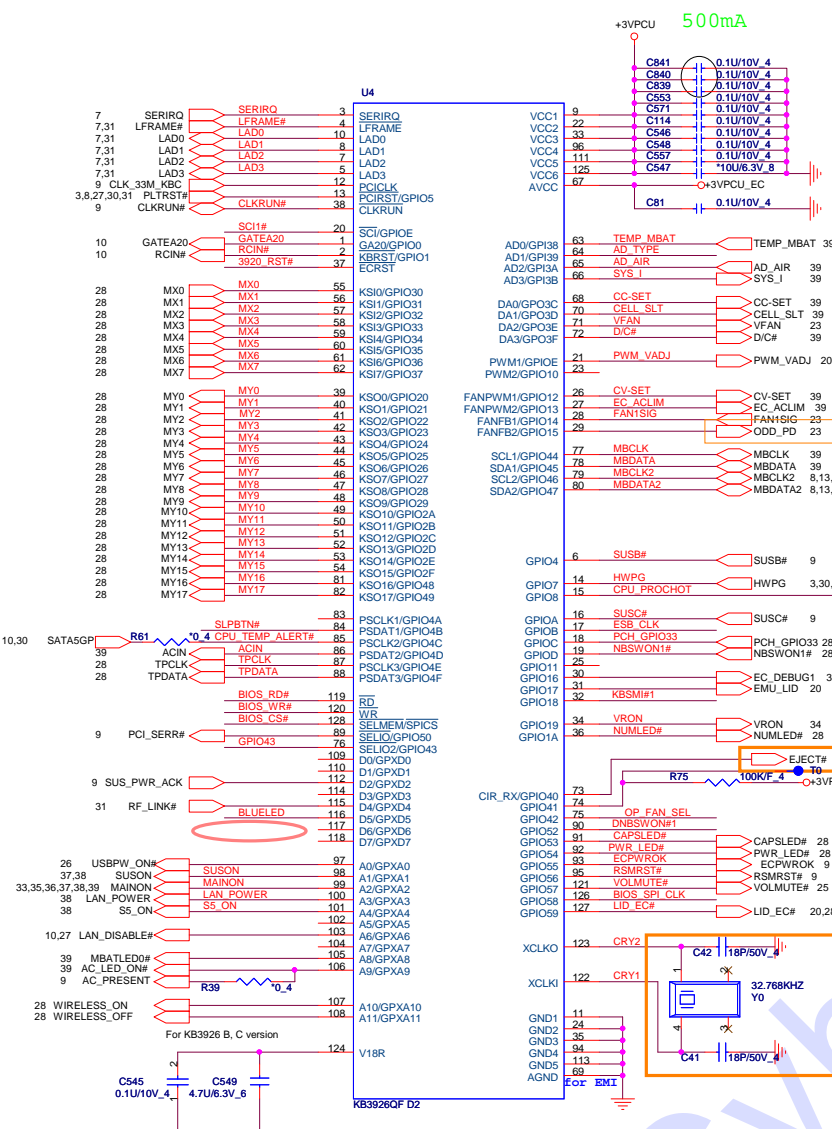 500mA
+3VPCU
C841 0.1U/10V_4
C840 0.1U/10V_4
C839 0.1U/10V_4
C553 0.1U/10V_4
C571 0.1U/10V_4
C114 0.1U/10V_4
C546 0.1U/10V_4
C548 0.1U/10V_4
C557 0.1U/10V_4
C547 *10U/6.3V_8
+3VPCU_EC
C81 0.1U/10V_4
U4
7 SERIRQ SERIRQ 3 SERIRQ
7,31 LFRAME# LFRAME# 4 LFRAME
7,31 LAD0 LAD0 10 LAD0
7,31 LAD1 LAD1 8 LAD1
7,31 LAD2 LAD2 7 LAD2
7,31 LAD3 LAD3 5 LAD3
9 CLK_33M_KBC 12 PCICLK
3,8,27,30,31 PLTRST# 13 PCIRST/GPIO5
9 CLKRUN# CLKRUN# 38 CLKRUN
SCI1# 20 SCI/GPIOE
10 GATEA20 GATEA20 1 GA20/GPIO0
10 RCIN# RCIN# 2 KBRST/GPIO1
3920_RST# 37 ECRST
28 MX0 MX0 55 KSI0/GPIO30
28 MX1 MX1 56 KSI1/GPIO31
28 MX2 MX2 57 KSI2/GPIO32
28 MX3 MX3 58 KSI3/GPIO33
28 MX4 MX4 59 KSI4/GPIO34
28 MX5 MX5 60 KSI5/GPIO35
28 MX6 MX6 61 KSI6/GPIO36
28 MX7 MX7 62 KSI7/GPIO37
28 MY0 MY0 39 KSO0/GPIO20
28 MY1 MY1 40 KSO1/GPIO21
28 MY2 MY2 41 KSO2/GPIO22
28 MY3 MY3 42 KSO3/GPIO23
28 MY4 MY4 43 KSO4/GPIO24
28 MY5 MY5 44 KSO5/GPIO25
28 MY6 MY6 45 KSO6/GPIO26
28 MY7 MY7 46 KSO7/GPIO27
28 MY8 MY8 47 KSO8/GPIO28
28 MY9 MY9 48 KSO9/GPIO29
28 MY10 MY10 49 KSO10/GPIO2A
28 MY11 MY11 50 KSO11/GPIO2B
28 MY12 MY12 51 KSO12/GPIO2C
28 MY13 MY13 52 KSO13/GPIO2D
28 MY14 MY14 53 KSO14/GPIO2E
28 MY15 MY15 54 KSO15/GPIO2F
28 MY16 MY16 81 KSO16/GPIO48
28 MY17 MY17 82 KSO17/GPIO49
83 PSCLK1/GPIO4A
SLPBTN# 84 PSDAT1/GPIO4B
10,30 SATA5GP R61 *0_4 CPU_TEMP_ALERT# 85 PSCLK2/GPIO4C
39 ACIN ACIN 86 PSDAT2/GPIO4D
28 TPCLK TPCLK 87 PSCLK3/GPIO4E
28 TPDATA TPDATA 88 PSDAT3/GPIO4F
BIOS_RD# 119 RD
BIOS_WR# 120 WR
BIOS_CS# 128 SELMEM/SPICS
9 PCI_SERR# 89 SELIO/GPIO50
GPIO43 76 SELIO2/GPIO43
109 D0/GPXD0
110 D1/GPXD1
9 SUS_PWR_ACK 112 D2/GPXD2
114 D3/GPXD3
31 RF_LINK# 115 D4/GPXD4
BLUELED 116 D5/GPXD5
117 D6/GPXD6
118 D7/GPXD7
26 USBPW_ON# 97 A0/GPXA0
37,38 SUSON SUSON 98 A1/GPXA1
33,35,36,37,38,39 MAINON MAINON 99 A2/GPXA2
38 LAN_POWER LAN_POWER 100 A3/GPXA3
38 S5_ON S5_ON 101 A4/GPXA4
102 A5/GPXA5
10,27 LAN_DISABLE# 103 A6/GPXA6
104 A7/GPXA7
39 MBATLED0# 105 A8/GPXA8
39 AC_LED_ON# 106 A9/GPXA9
9 AC_PRESENT R39 *0_4
28 WIRELESS_ON 107 A10/GPXA10
28 WIRELESS_OFF 108 A11/GPXA11
For KB3926 B, C version
124 V18R
2
1
C545 0.1U/10V_4
C549 4.7U/6.3V_6
KB3926QF D2
VCC1 9
VCC2 22
VCC3 33
VCC4 96
VCC5 111
VCC6 125
AVCC 67
AD0/GPI38 63 TEMP_MBAT TEMP_MBAT 39
AD1/GPI39 64 AD_TYPE
AD2/GPI3A 65 AD_AIR AD_AIR 39
AD3/GPI3B 66 SYS_I SYS_I 39
DA0/GPO3C 68 CC-SET CC-SET 39
DA1/GPO3D 70 CELL_SLT CELL_SLT 39
DA2/GPO3E 71 VFAN VFAN 23
DA3/GPO3F 72 D/C# D/C# 39
PWM1/GPIOE 21 PWM_VADJ PWM_VADJ 20
PWM2/GPIO10 23
FANPWM1/GPIO12 26 CV-SET CV-SET 39
FANPWM2/GPIO13 27 EC_ACLIM EC_ACLIM 39
FANFB1/GPIO14 28 FAN1SIG FAN1SIG 23
FANFB2/GPIO15 29 ODD_PD 23
SCL1/GPIO44 77 MBCLK MBCLK 39
SDA1/GPIO45 78 MBDATA MBDATA 39
SCL2/GPIO46 79 MBCLK2 MBCLK2 8,13,
SDA2/GPIO47 80 MBDATA2 MBDATA2 8,13,
GPIO4 6 SUSB# SUSB# 9
GPIO7 14 HWPG HWPG 3,30,
GPIO8 15 CPU_PROCHOT
GPIOA 16 SUSC# SUSC# 9
GPIOB 17 ESB_CLK
GPIOC 18 PCH_GPIO33 PCH_GPIO33 28
GPIOD 19 NBSWON1# NBSWON1# 28
GPIO11 25
GPIO16 30 EC_DEBUG1 3
GPIO17 31 EMU_LID 20
GPIO18 32 KBSMI#1
GPIO19 34 VRON VRON 34
GPIO1A 36 NUMLED# NUMLED# 28
EJECT#
T0
R75 100K/F_4 +3V
CIR_RX/GPIO40 73
GPIO41 74
GPIO42 75 OP_FAN_SEL
GPIO52 90 DNBSWON#1
GPIO53 91 CAPSLED# CAPSLED# 28
GPIO54 92 PWR_LED# PWR_LED# 28
GPIO55 93 ECPWROK ECPWROK 9
GPIO56 95 RSMRST# RSMRST# 9
GPIO57 121 VOLMUTE# VOLMUTE# 25
GPIO58 126 BIOS_SPI_CLK
GPIO59 127 LID_EC# LID_EC# 20,28
XCLKO 123 CRY2
C42 18P/50V_4
1 2
32.768KHZ
Y0
XCLKI 122 CRY1
4 3
C41 18P/50V_4
GND1 11
GND2 24
GND3 35
GND4 94
GND5 113
AGND 69
for EMI